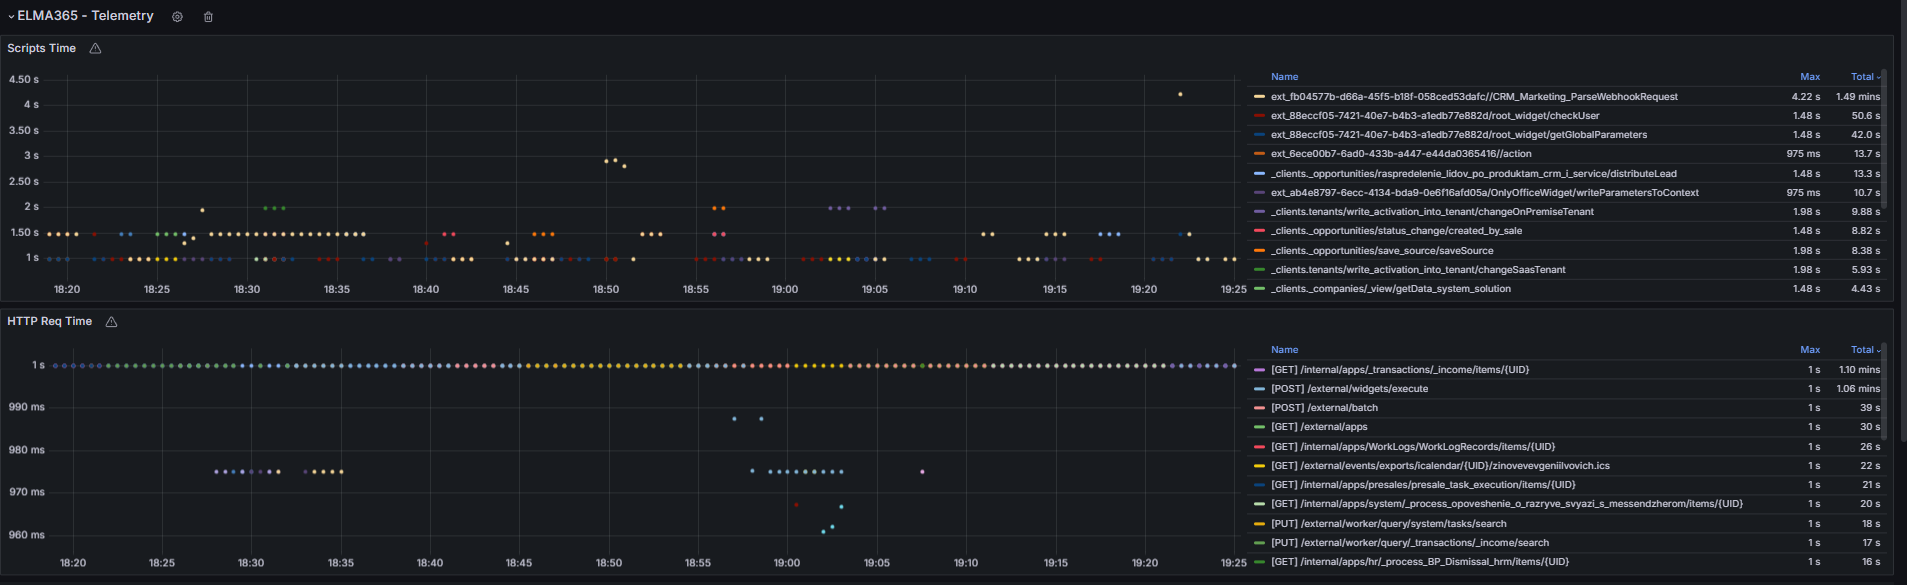 ELMA365 - Telemetry
Scripts Time
4.50 s
4 s
3.50 s
3 s
2.50 s
2 s
1.50 s
1 s
18:20 18:25 18:30 18:35 18:40 18:45 18:50 18:55 19:00 19:05 19:10 19:15 19:20 19:25
Name Max Total
ext_fb04577b-d66a-45f5-b18f-058ced53dafc//CRM_Marketing_ParseWebhookRequest 4.22 s 1.49 mins
ext_88eccf05-7421-40e7-b4b3-a1edb77e882d/root_widget/checkUser 1.48 s 50.6 s
ext_88eccf05-7421-40e7-b4b3-a1edb77e882d/root_widget/getGlobalParameters 1.48 s 42.0 s
ext_6ece00b7-6ad0-433b-a447-e44da0365416//action 975 ms 13.7 s
_clients._opportunities/raspredelenie_lidov_po_produktam_crm_i_service/distributeLead 1.48 s 13.3 s
ext_ab4e8797-6ecc-4134-bda9-0e6f16afd05a/OnlyOfficeWidget/writeParametersToContext 975 ms 10.7 s
_clients.tenants/write_activation_into_tenant/changeOnPremiseTenant 1.98 s 9.88 s
_clients._opportunities/status_change/created_by_sale 1.48 s 8.82 s
_clients._opportunities/save_source/saveSource 1.98 s 8.38 s
_clients.tenants/write_activation_into_tenant/changeSaasTenant 1.98 s 5.93 s
_clients._companies/_view/getData_system_solution 1.48 s 4.43 s
HTTP Req Time
1 s
990 ms
980 ms
970 ms
960 ms
18:20 18:25 18:30 18:35 18:40 18:45 18:50 18:55 19:00 19:05 19:10 19:15 19:20 19:25
Name Max Total
[GET] /internal/apps/_transactions/_income/items/{UID} 1 s 1.10 mins
[POST] /external/widgets/execute 1 s 1.06 mins
[POST] /external/batch 1 s 39 s
[GET] /external/apps 1 s 30 s
[GET] /internal/apps/WorkLogs/WorkLogRecords/items/{UID} 1 s 26 s
[GET] /external/events/exports/icalendar/{UID}/zinovevevgeniilvovich.ics 1 s 22 s
[GET] /internal/apps/presales/presale_task_execution/items/{UID} 1 s 21 s
[GET] /internal/apps/system/_process_opoveshenie_o_razryve_svyazi_s_messendzherom/items/{UID} 1 s 20 s
[PUT] /external/worker/query/system/tasks/search 1 s 18 s
[PUT] /external/worker/query/_transactions/_income/search 1 s 17 s
[GET] /internal/apps/hr/_process_BP_Dismissal_hrm/items/{UID} 1 s 16 s